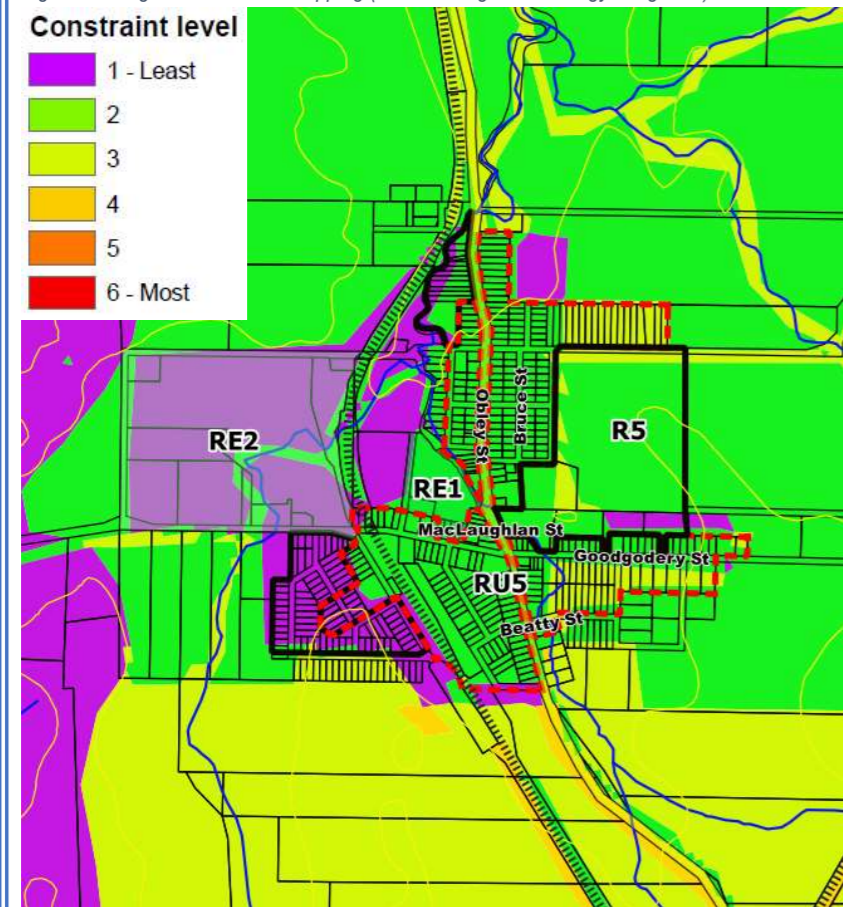 Constraint level
1 - Least
2
3
4
5
6 - Most
RE2
Obley St
Bruce St
R5
RE1
MacLaughlan St
Goodgodery St
RU5
Beatty St